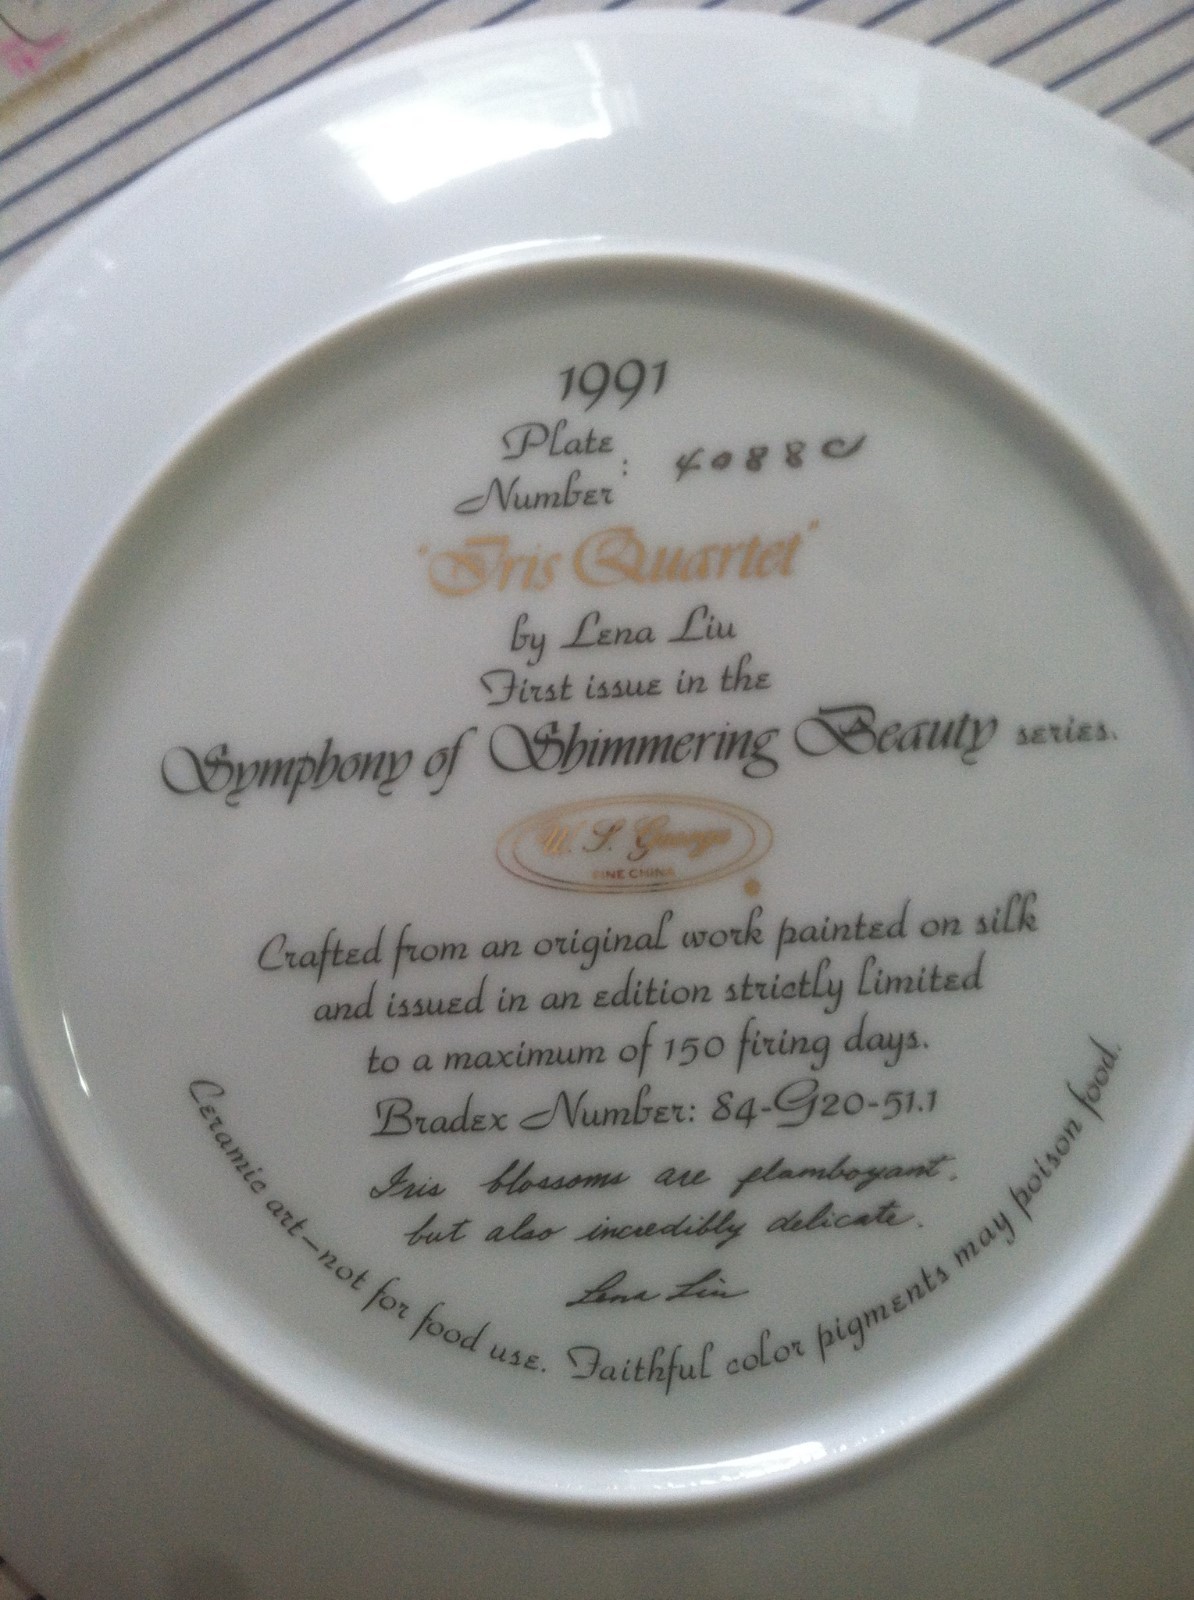 1991
Plate
Number : 4088C
"Iris Quartet"
by Lena Liu
First issue in the
Symphony of Shimmering Beauty series.
W. S. George
FINE CHINA
Crafted from an original work painted on silk
and issued in an edition strictly limited
to a maximum of 150 firing days.
Bradex Number: 84-G20-51.1
Iris blossoms are flamboyant,
but also incredibly delicate.
Lena Liu
Ceramic art—not for food use. Faithful color pigments may poison food.